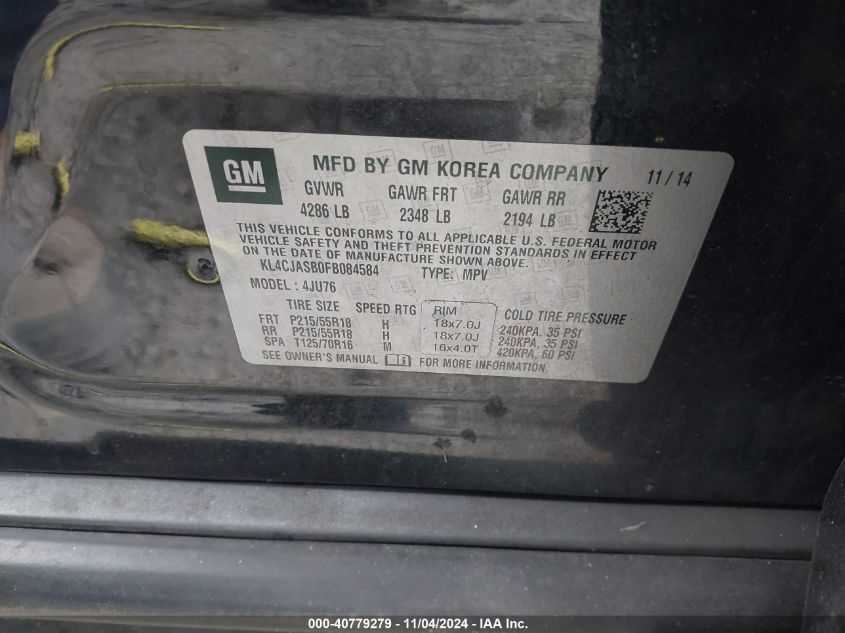 GM MFD BY GM KOREA COMPANY 11/14
GVWR GAWR FRT GAWR RR
4286 LB 2348 LB 2194 LB
THIS VEHICLE CONFORMS TO ALL APPLICABLE U.S. FEDERAL MOTOR
VEHICLE SAFETY AND THEFT PREVENTION STANDARDS IN EFFECT
ON THE DATE OF MANUFACTURE SHOWN ABOVE.
KL4CJASB0FB084584 TYPE: MPV
MODEL: 4JU76
TIRE SIZE SPEED RTG RIM COLD TIRE PRESSURE
FRT P215/55R18 H 18x7.0J 240KPA, 35 PSI
RR P215/55R18 H 18x7.0J 240KPA, 35 PSI
SPA T125/70R16 M 16x4.0T 420KPA, 60 PSI
SEE OWNER'S MANUAL FOR MORE INFORMATION.
000-40779279 - 11/04/2024 - IAA Inc.